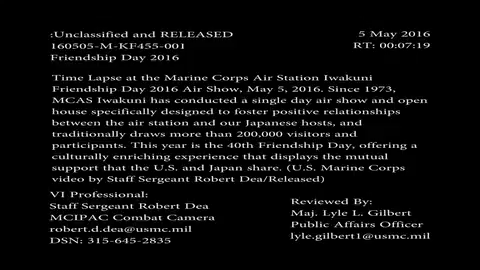 :Unclassified and RELEASED
5 May 2016
160505-M-KF455-001
RT: 00:07:19
Friendship Day 2016
Time Lapse at the Marine Corps Air Station Iwakuni
Friendship Day 2016 Air Show, May 5, 2016. Since 1973,
MCAS Iwakuni has conducted a single day air show and open
house specifically designed to foster positive relationships
between the air station and our Japanese hosts, and
traditionally draws more than 200,000 visitors and
participants. This year is the 40th Friendship Day, offering a
culturally enriching experience that displays the mutual
support that the U.S. and Japan share. (U.S. Marine Corps
video by Staff Sergeant Robert Dea/Released)
VI Professional:
Staff Sergeant Robert Dea
MCIPAC Combat Camera
robert.d.dea@usmc.mil
DSN: 315-645-2835
Reviewed By:
Maj. Lyle L. Gilbert
Public Affairs Officer
lyle.gilbert1@usmc.mil